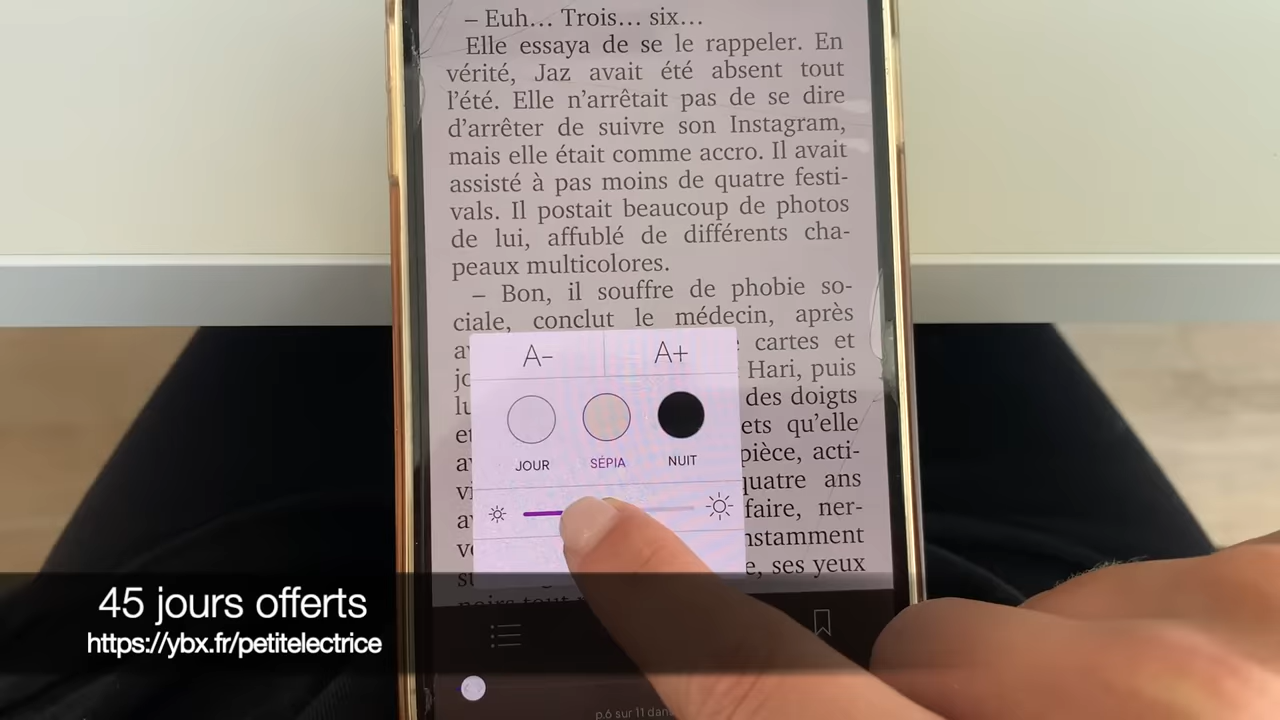 – Euh… Trois… six…
Elle essaya de se le rappeler. En
vérité, Jaz avait été absent tout
l'été. Elle n'arrêtait pas de se dire
d'arrêter de suivre son Instagram,
mais elle était comme accro. Il avait
assisté à pas moins de quatre festi-
vals. Il postait beaucoup de photos
de lui, affublé de différents cha-
peaux multicolores.
– Bon, il souffre de phobie so-
ciale, conclut le médecin, après
cartes et
Hari, puis
des doigts
qu'elle
acti-
quatre ans
faire, ner-
ses yeux
A- A+
JOUR SÉPIA NUIT
45 jours offerts
https://ybx.fr/petitelectrice
p.6 sur 11